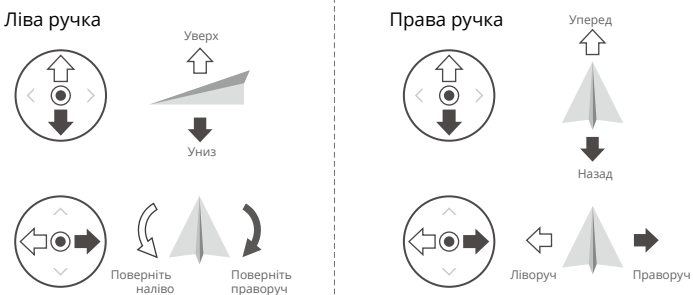 Ліва ручка
Уверх
Униз
Поверніть
наліво
Поверніть
праворуч
Права ручка
Уперед
Назад
Ліворуч
Праворуч